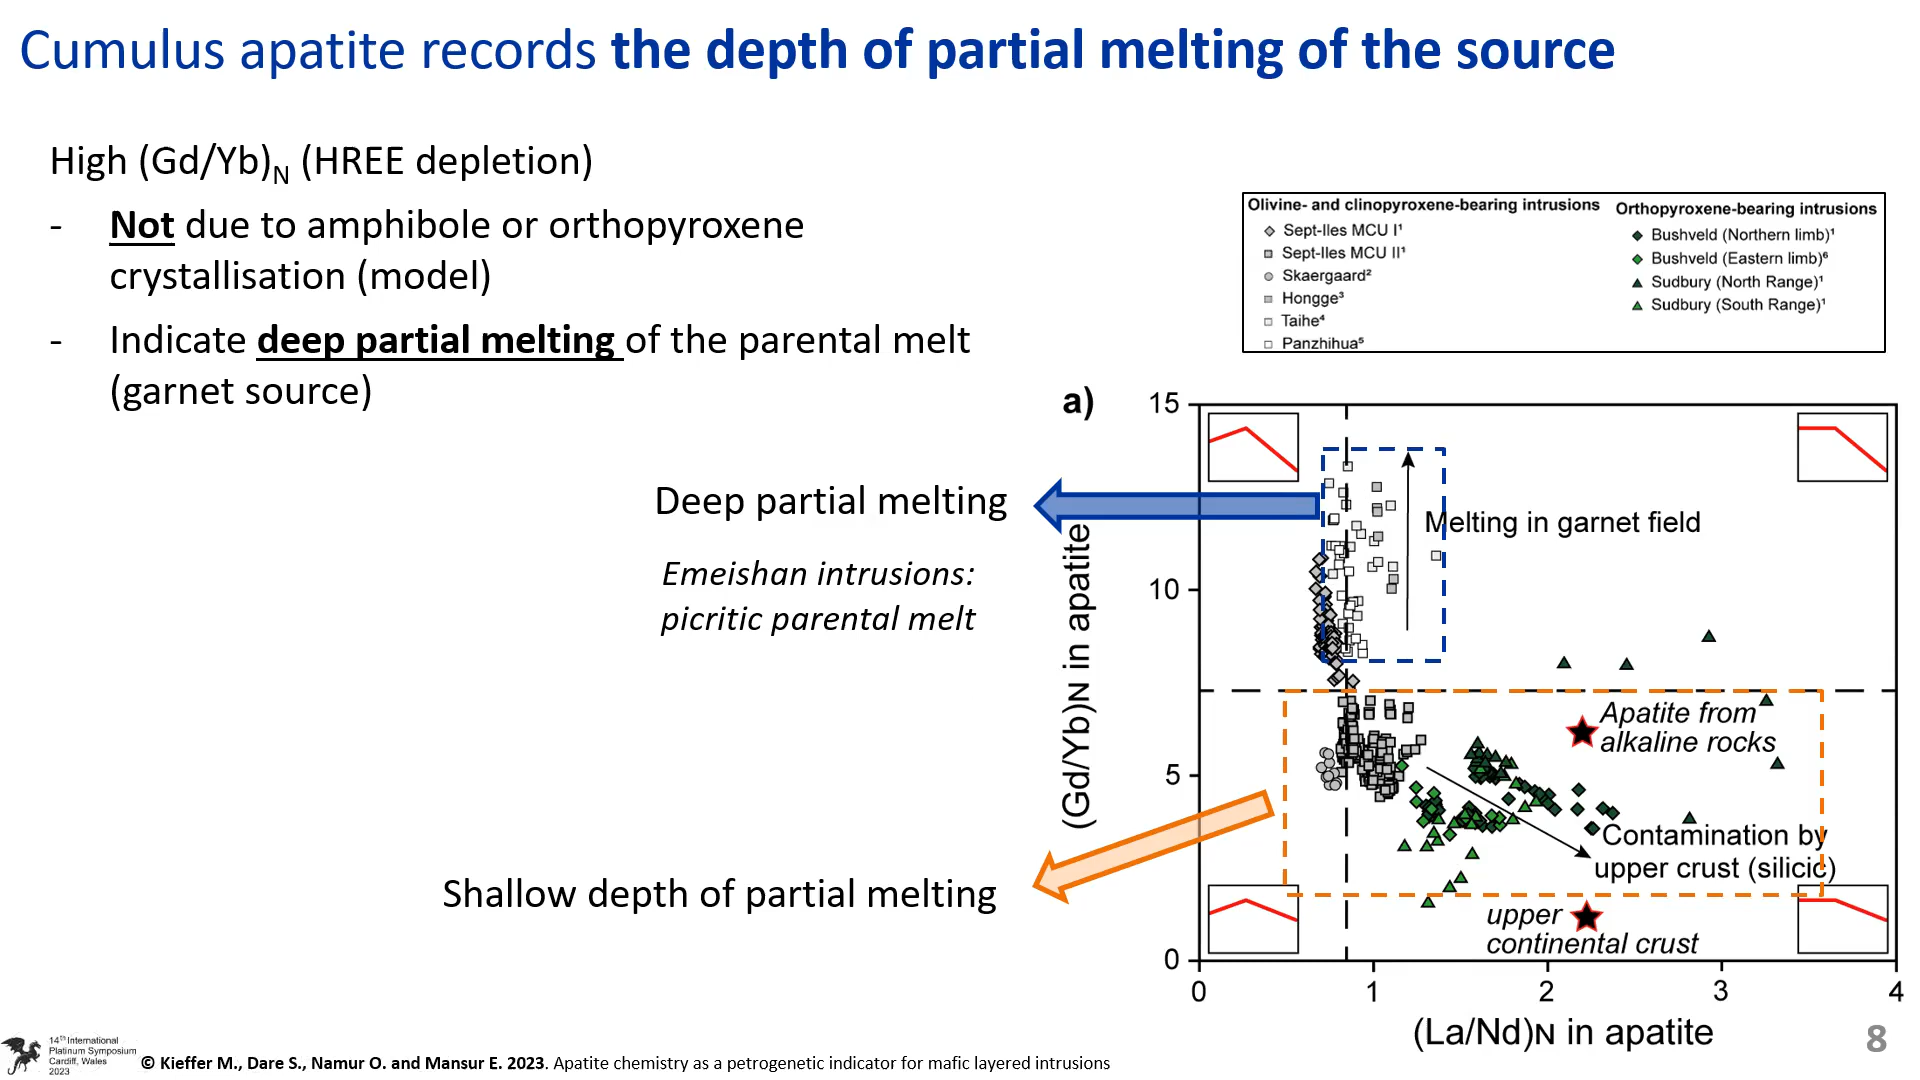 Cumulus apatite records the depth of partial melting of the source
High (Gd/Yb)N (HREE depletion)
- Not due to amphibole or orthopyroxene
crystallisation (model)
- Indicate deep partial melting of the parental melt
(garnet source)
Deep partial melting
Emeishan intrusions:
picritic parental melt
Shallow depth of partial melting
Olivine- and clinopyroxene-bearing intrusions
Sept-Iles MCU I¹
Sept-Iles MCU II¹
Skaergaard²
Hongge³
Taihe⁴
Panzhihua⁵
Orthopyroxene-bearing intrusions
Bushveld (Northern limb)¹
Bushveld (Eastern limb)⁶
Sudbury (North Range)¹
Sudbury (South Range)¹
a)
15
10
5
0
(Gd/Yb)N in apatite
Melting in garnet field
Apatite from
alkaline rocks
Contamination by
upper crust (silicic)
upper
continental crust
0 1 2 3 4
(La/Nd)N in apatite
14th International
Platinum Symposium
Cardiff, Wales
2023
© Kieffer M., Dare S., Namur O. and Mansur E. 2023. Apatite chemistry as a petrogenetic indicator for mafic layered intrusions
8